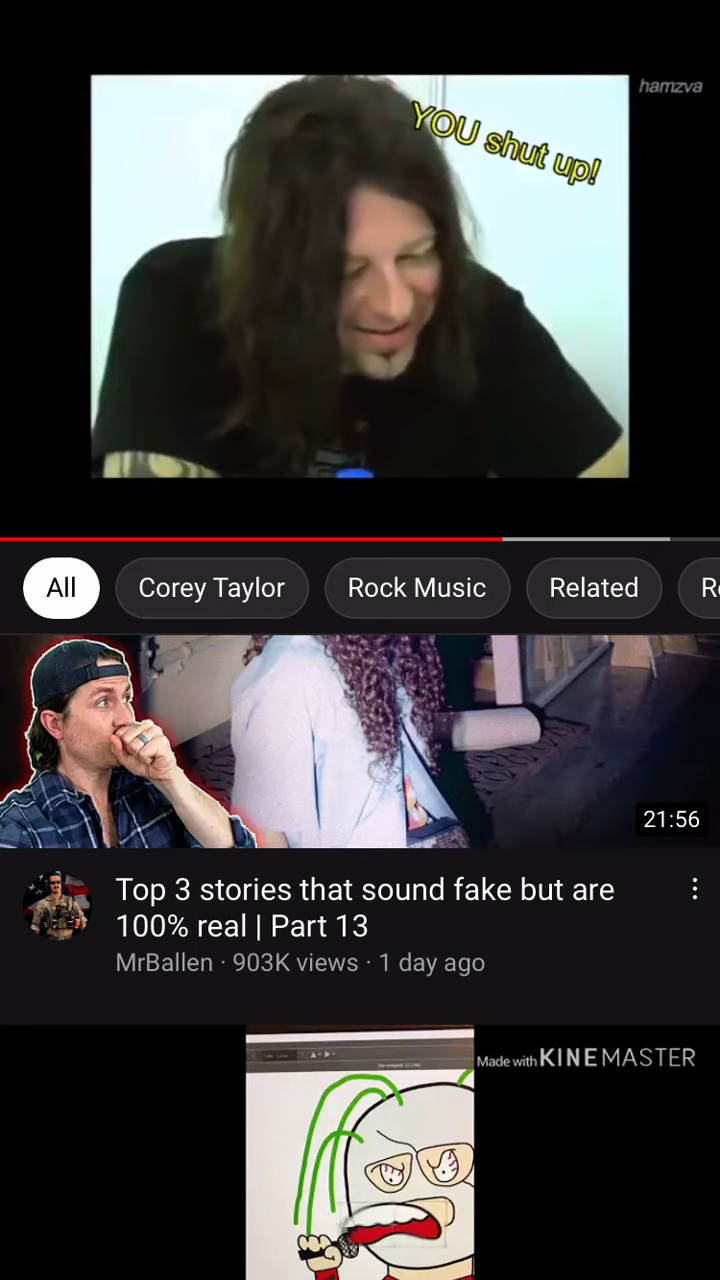 hamzva
YOU shut up!
All
Corey Taylor
Rock Music
Related
21:56
Top 3 stories that sound fake but are
100% real | Part 13
MrBallen · 903K views · 1 day ago
Made with KINEMASTER